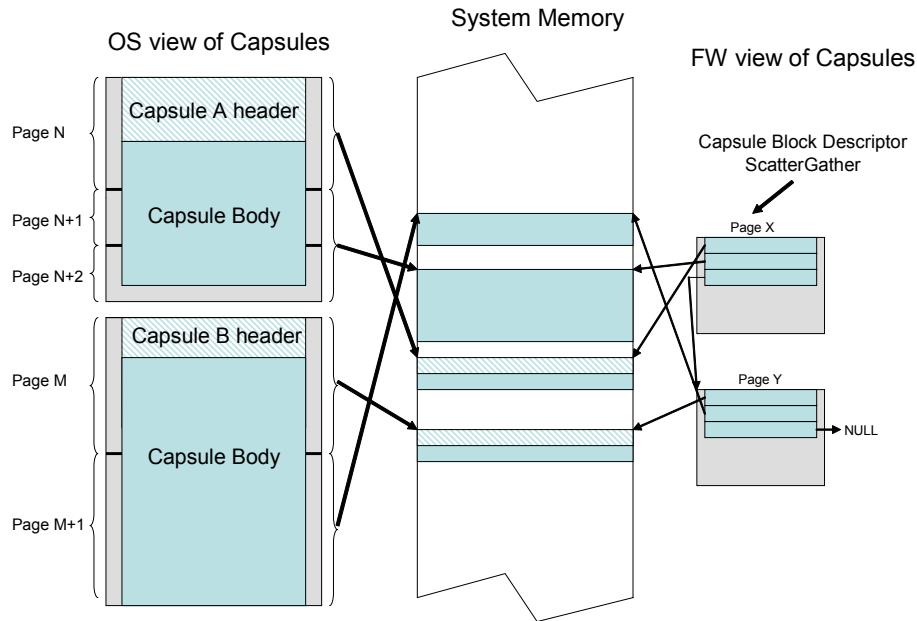 System Memory
OS view of Capsules
FW view of Capsules
Page N
Capsule A header
Capsule Body
Page N+1
Page N+2
Capsule B header
Page M
Capsule Body
Page M+1
Capsule Block Descriptor
ScatterGather
Page X
Page Y
NULL